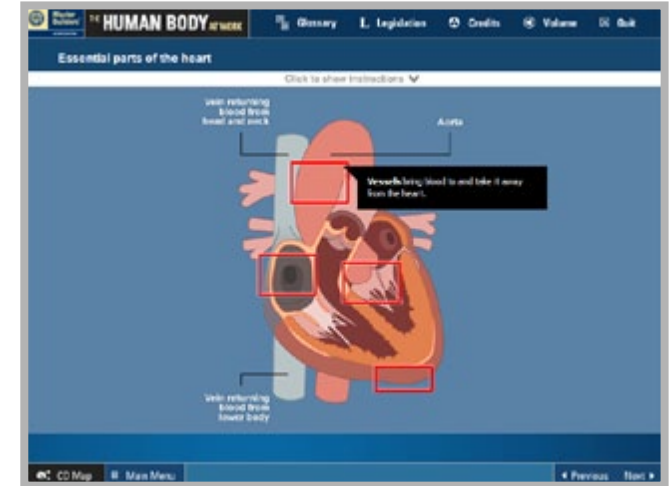 Master Builders THE HUMAN BODY AT WORK Glossary L Legislation Credits Volume Quit
Essential parts of the heart
Click to show instructions
Vein returning
blood from
head and neck
Aorta
Vessels bring blood to and take it away
from the heart.
Vein returning
blood from
lower body
CD Map Main Menu Previous Next